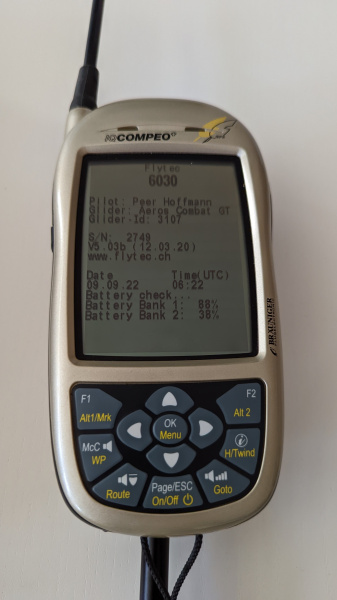 COMPEO+
Flytec
6030
Pilot: Peer Hoffmann
Glider: Aeros Combat GT
Glider-Id: 3107
S/N: 2749
V5.03b (12.03.20)
www.flytec.ch
Date Time(UTC)
09.09.22 06:22
Battery check...
Battery Bank 1: 80%
Battery Bank 2: 30%
BRÄUNIGER
F1
Alt1/Mrk
F2
Alt 2
OK
Menu
McC
WP
H/Twind
Route
Page/ESC
On/Off
Goto